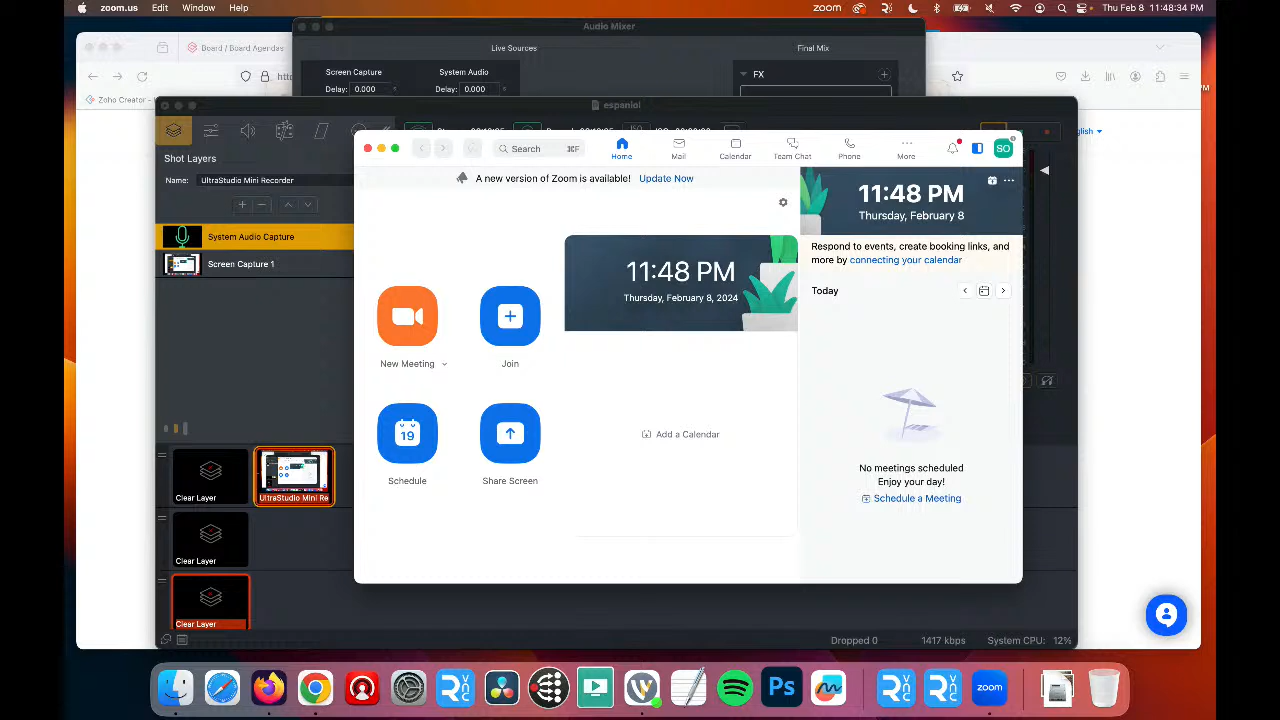 zoom.us Edit Window Help
zoom
Thu Feb 8 11:48:34 PM
Audio Mixer
Live Sources
Final Mix
Board / Board Agendas
Screen Capture
System Audio
Delay: 0.000
Delay: 0.000
FX
Zoho Creator -
espaniol
Search ⌘F
Home
Mail
Calendar
Team Chat
Phone
More
SO
glish
Shot Layers
Name: UltraStudio Mini Recorder
System Audio Capture
Screen Capture 1
A new version of Zoom is available! Update Now
11:48 PM
Thursday, February 8
Respond to events, create booking links, and
more by connecting your calendar
Today
11:48 PM
Thursday, February 8, 2024
New Meeting
Join
19
Schedule
Share Screen
Add a Calendar
No meetings scheduled
Enjoy your day!
Schedule a Meeting
Clear Layer
UltraStudio Mini Re
Clear Layer
Clear Layer
Dropped 0
1417 kbps
System CPU: 12%
Ps
zoom